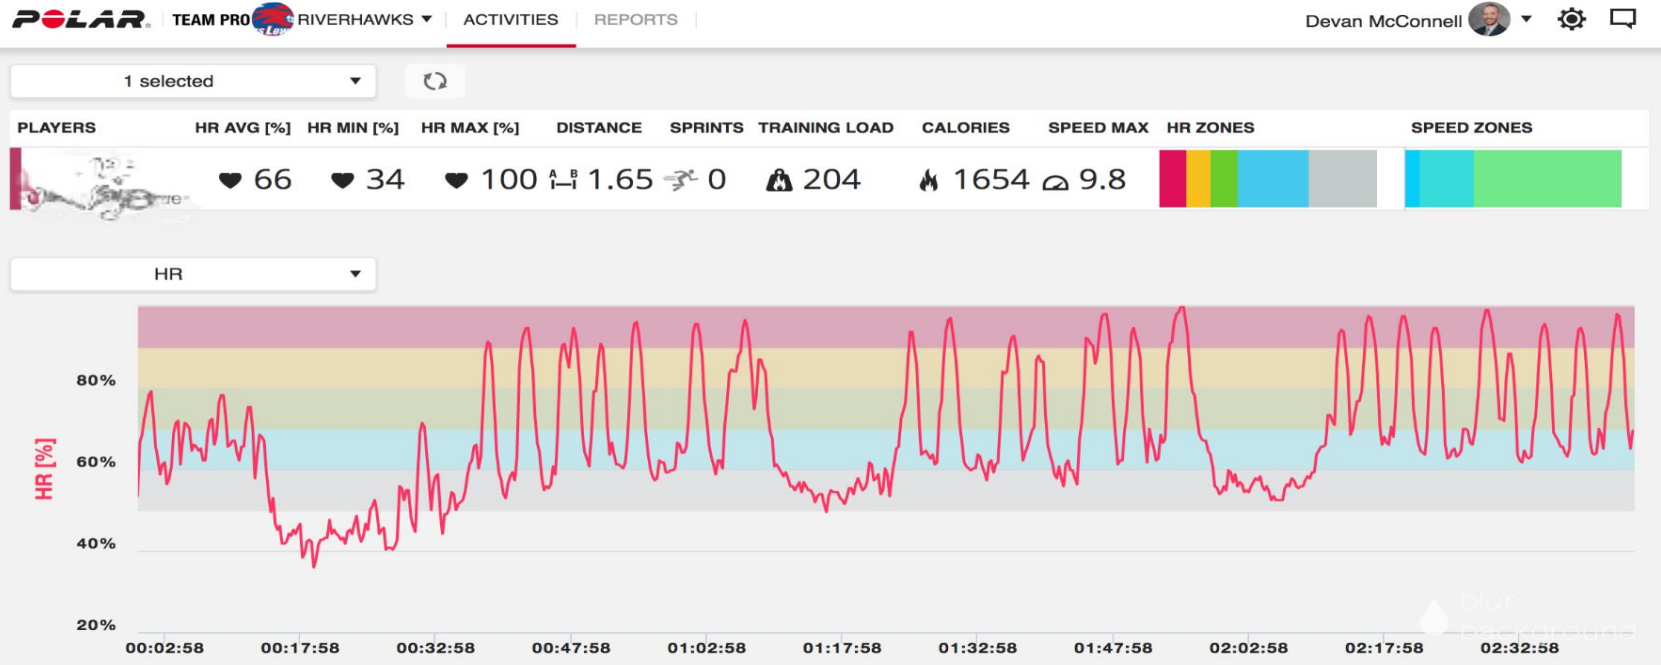 POLAR TEAM PRO RIVERHAWKS ACTIVITIES REPORTS Devan McConnell
1 selected
PLAYERS HR AVG [%] HR MIN [%] HR MAX [%] DISTANCE SPRINTS TRAINING LOAD CALORIES SPEED MAX HR ZONES SPEED ZONES
66 34 100 A B 1.65 0 204 1654 9.8
HR
80%
60%
40%
20%
HR [%]
blur
background
00:02:58 00:17:58 00:32:58 00:47:58 01:02:58 01:17:58 01:32:58 01:47:58 02:02:58 02:17:58 02:32:58